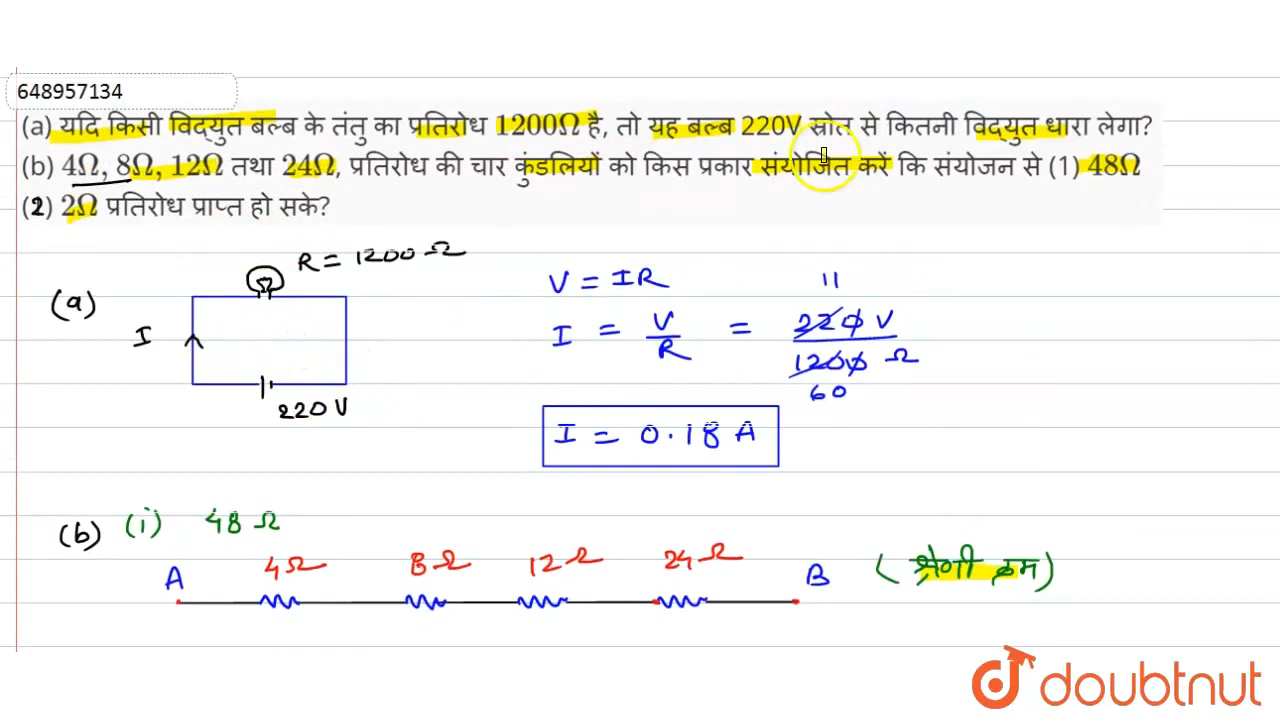 648957134
(a) यदि किसी विद्युत बल्ब के तंतु का प्रतिरोध 1200Ω है, तो यह बल्ब 220V स्रोत से कितनी विद्युत धारा लेगा?
(b) 4Ω, 8Ω, 12Ω तथा 24Ω, प्रतिरोध की चार कुंडलियों को किस प्रकार संयोजित करें कि संयोजन से (1) 48Ω
(2) 2Ω प्रतिरोध प्राप्त हो सके?
(a) I R = 1200 Ω 220 V
V = IR
11
I = V/R = 220 V / 1200 Ω
60
I = 0.18 A
(b) (i) 48 Ω
A 4Ω 8Ω 12Ω 24Ω B (श्रेणी क्रम)
doubtnut